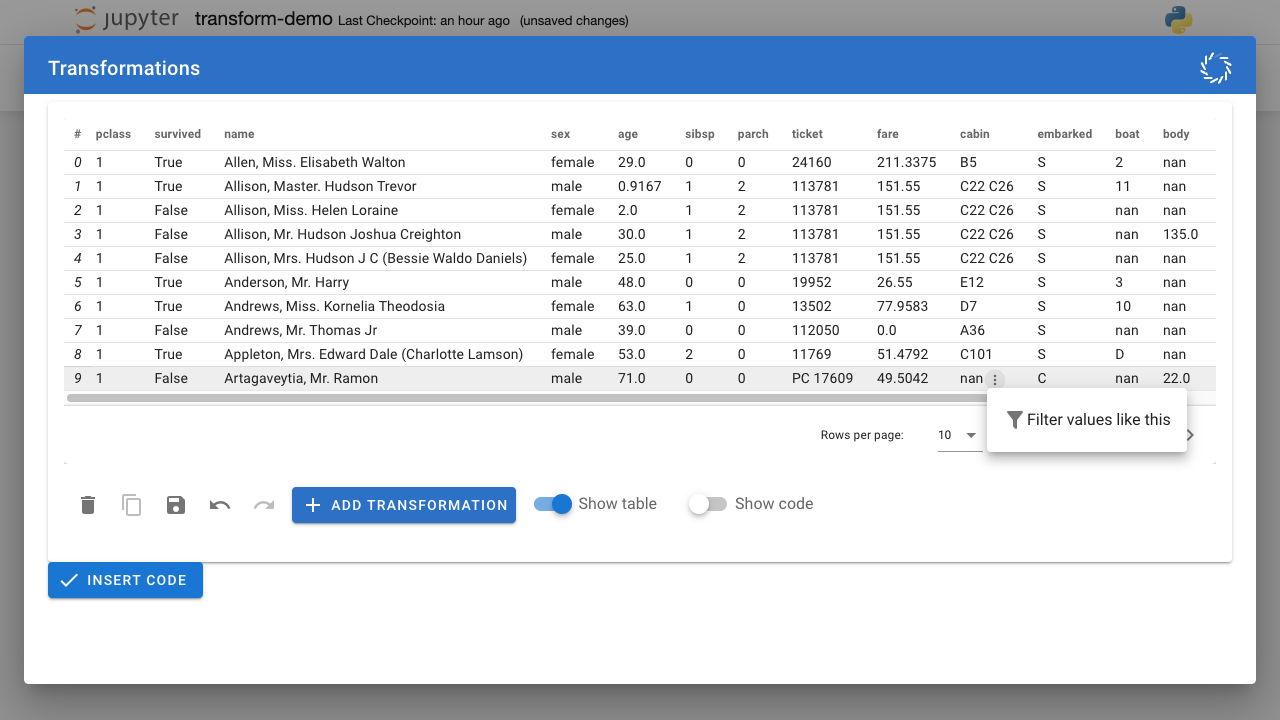 jupyter transform-demo Last Checkpoint: an hour ago (unsaved changes)
Transformations
# pclass survived name sex age sibsp parch ticket fare cabin embarked boat body
0 1 True Allen, Miss. Elisabeth Walton female 29.0 0 0 24160 211.3375 B5 S 2 nan
1 1 True Allison, Master. Hudson Trevor male 0.9167 1 2 113781 151.55 C22 C26 S 11 nan
2 1 False Allison, Miss. Helen Loraine female 2.0 1 2 113781 151.55 C22 C26 S nan nan
3 1 False Allison, Mr. Hudson Joshua Creighton male 30.0 1 2 113781 151.55 C22 C26 S nan 135.0
4 1 False Allison, Mrs. Hudson J C (Bessie Waldo Daniels) female 25.0 1 2 113781 151.55 C22 C26 S nan nan
5 1 True Anderson, Mr. Harry male 48.0 0 0 19952 26.55 E12 S 3 nan
6 1 True Andrews, Miss. Kornelia Theodosia female 63.0 1 0 13502 77.9583 D7 S 10 nan
7 1 False Andrews, Mr. Thomas Jr male 39.0 0 0 112050 0.0 A36 S nan nan
8 1 True Appleton, Mrs. Edward Dale (Charlotte Lamson) female 53.0 2 0 11769 51.4792 C101 S D nan
9 1 False Artagaveytia, Mr. Ramon male 71.0 0 0 PC 17609 49.5042 nan C nan 22.0
Filter values like this
Rows per page: 10
ADD TRANSFORMATION Show table Show code
INSERT CODE